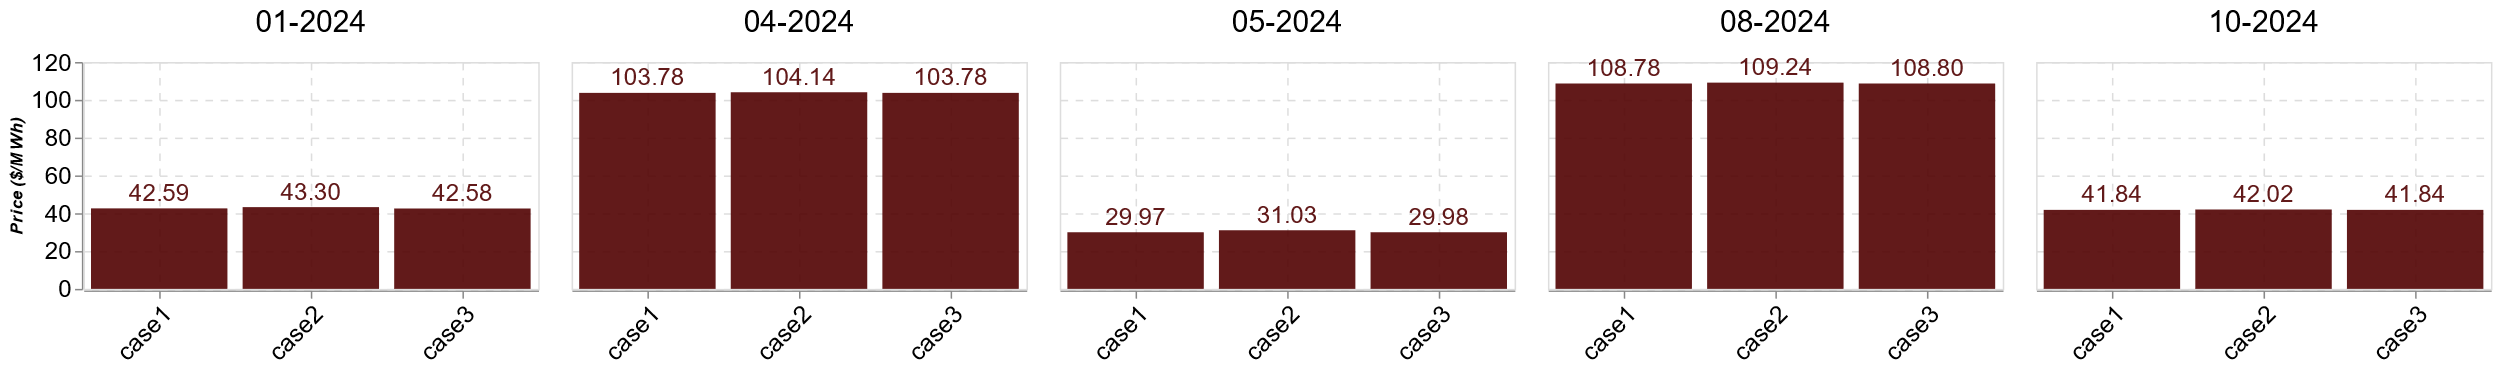 01-2024
04-2024
05-2024
08-2024
10-2024
Price ($/MWh)
120
100
80
60
40
20
0
42.59
43.30
42.58
103.78
104.14
103.78
29.97
31.03
29.98
108.78
109.24
108.80
41.84
42.02
41.84
case1
case2
case3
case1
case2
case3
case1
case2
case3
case1
case2
case3
case1
case2
case3